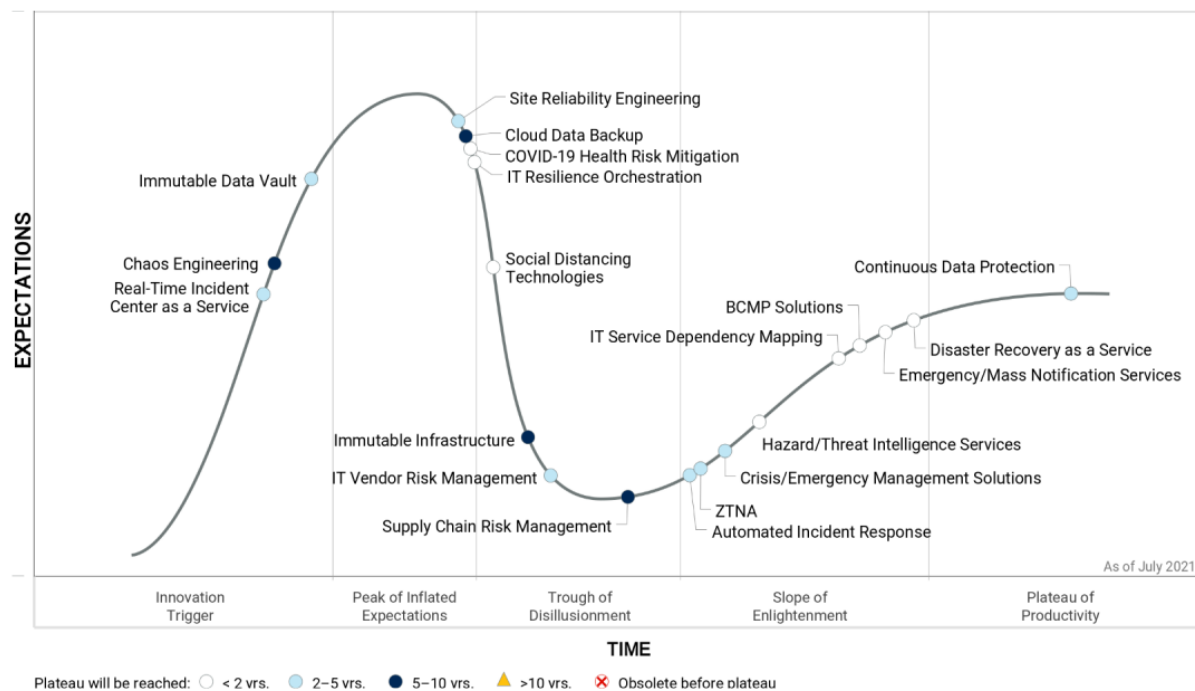 Site Reliability Engineering
Cloud Data Backup
COVID-19 Health Risk Mitigation
IT Resilience Orchestration
Immutable Data Vault
Chaos Engineering
Real-Time Incident
Center as a Service
Social Distancing
Technologies
Continuous Data Protection
BCMP Solutions
IT Service Dependency Mapping
Disaster Recovery as a Service
Emergency/Mass Notification Services
Immutable Infrastructure
Hazard/Threat Intelligence Services
IT Vendor Risk Management
Crisis/Emergency Management Solutions
ZTNA
Supply Chain Risk Management
Automated Incident Response
EXPECTATIONS
As of July 2021
Innovation
Trigger
Peak of Inflated
Expectations
Trough of
Disillusionment
Slope of
Enlightenment
Plateau of
Productivity
TIME
Plateau will be reached: < 2 yrs. 2–5 yrs. 5–10 yrs. >10 yrs. Obsolete before plateau